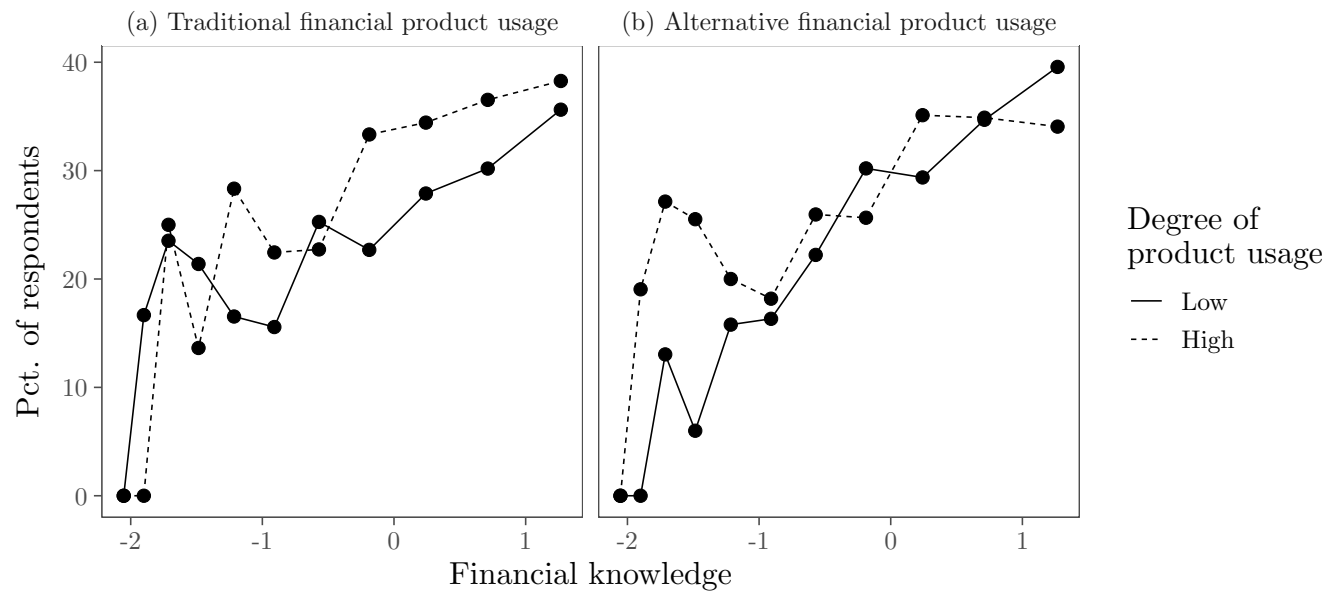 (a) Traditional financial product usage
(b) Alternative financial product usage
Pct. of respondents
40
30
20
10
0
-2
-1
0
1
-2
-1
0
1
Financial knowledge
Degree of
product usage
Low
High